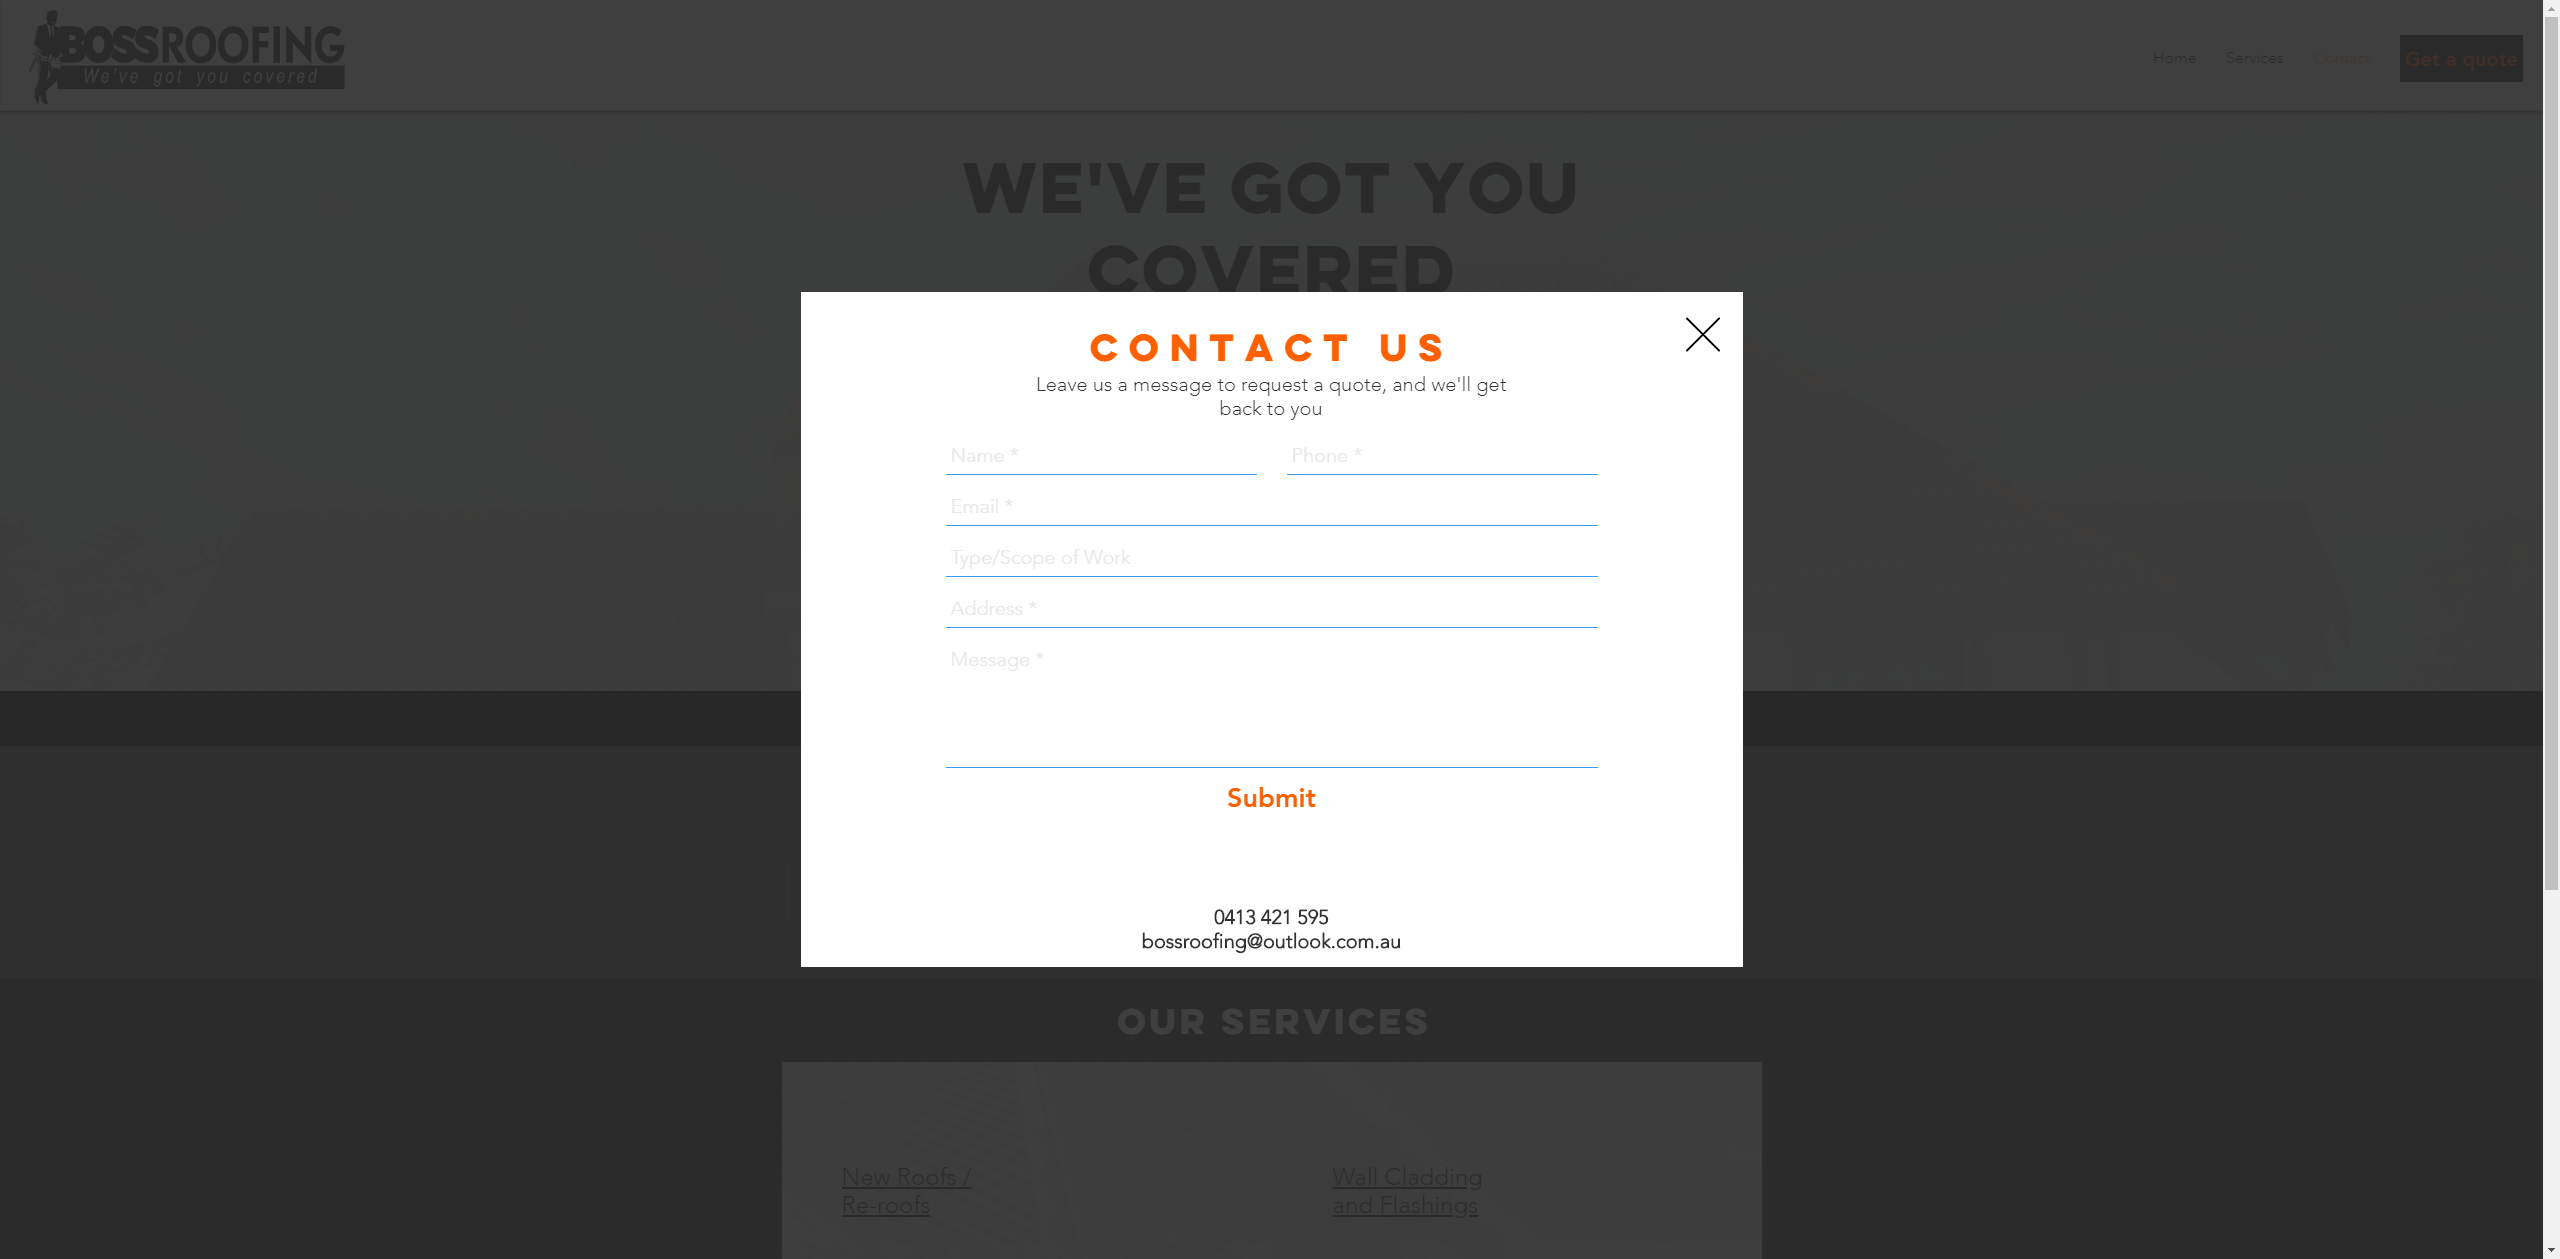 BOSSROOFING
We've got you covered
Home Services Contact Get a quote
WE'VE GOT YOU
COVERED
CONTACT US
Leave us a message to request a quote, and we'll get
back to you
Name * Phone *
Email *
Type/Scope of Work
Address *
Message *
Submit
0413 421 595
bossroofing@outlook.com.au
OUR SERVICES
New Roofs /
Re-roofs
Wall Cladding
and Flashings